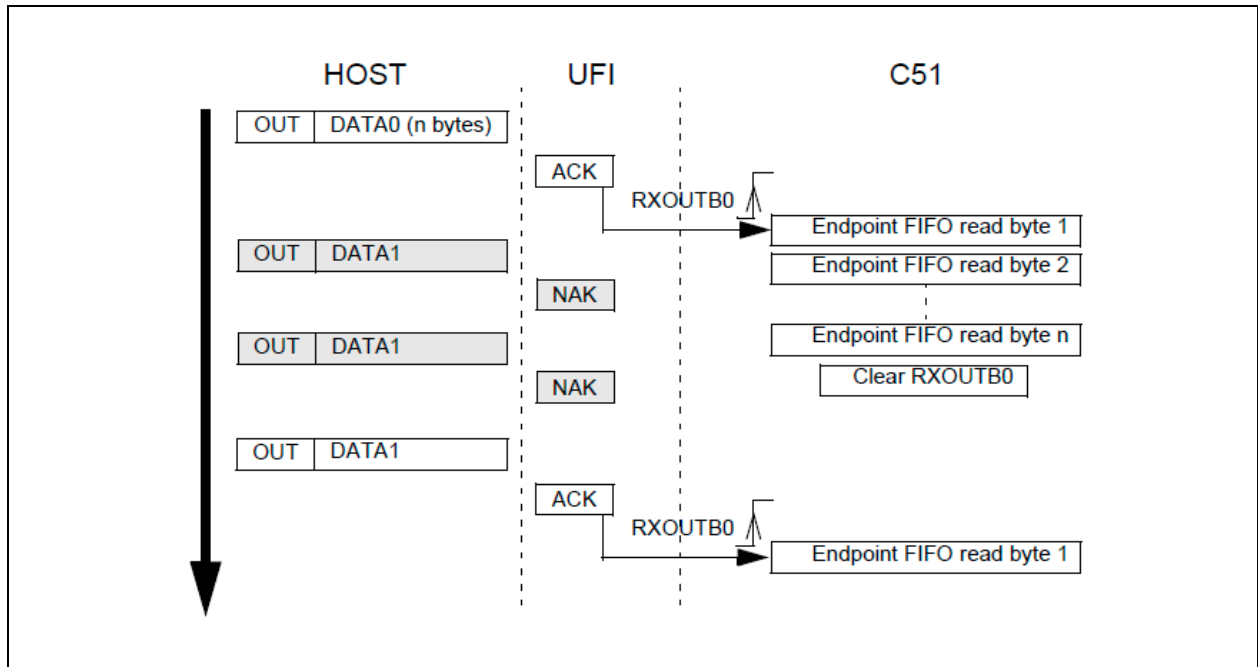 HOST UFI C51
OUT DATA0 (n bytes)
ACK
RXOUTB0
Endpoint FIFO read byte 1
OUT DATA1
Endpoint FIFO read byte 2
NAK
Endpoint FIFO read byte n
OUT DATA1
Clear RXOUTB0
NAK
OUT DATA1
ACK
RXOUTB0
Endpoint FIFO read byte 1